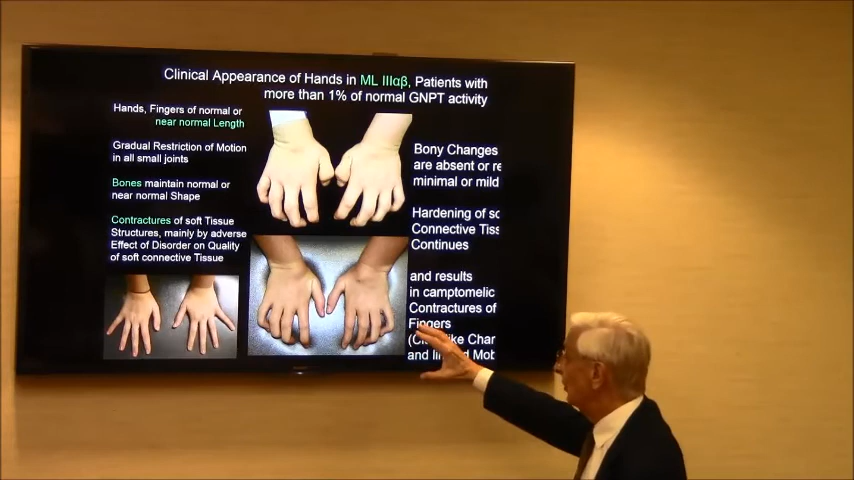 Clinical Appearance of Hands in ML IIIαβ, Patients with
more than 1% of normal GNPT activity
Hands, Fingers of normal or
near normal Length
Gradual Restriction of Motion
in all small joints
Bones maintain normal or
near normal Shape
Contractures of soft Tissue
Structures, mainly by adverse
Effect of Disorder on Quality
of soft connective Tissue
Bony Changes
are absent or
minimal or mild
Hardening of
Connective
Continues
and results
in camptomelic
Contractures of
Fingers
and